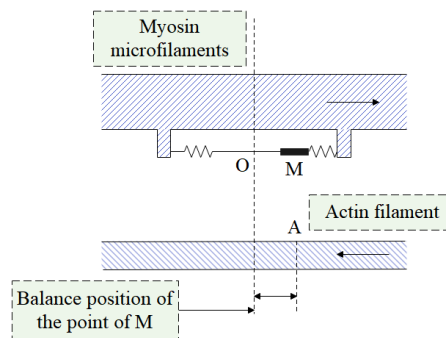 Myosin
microfilaments
O
M
Actin filament
A
Balance position of
the point of M